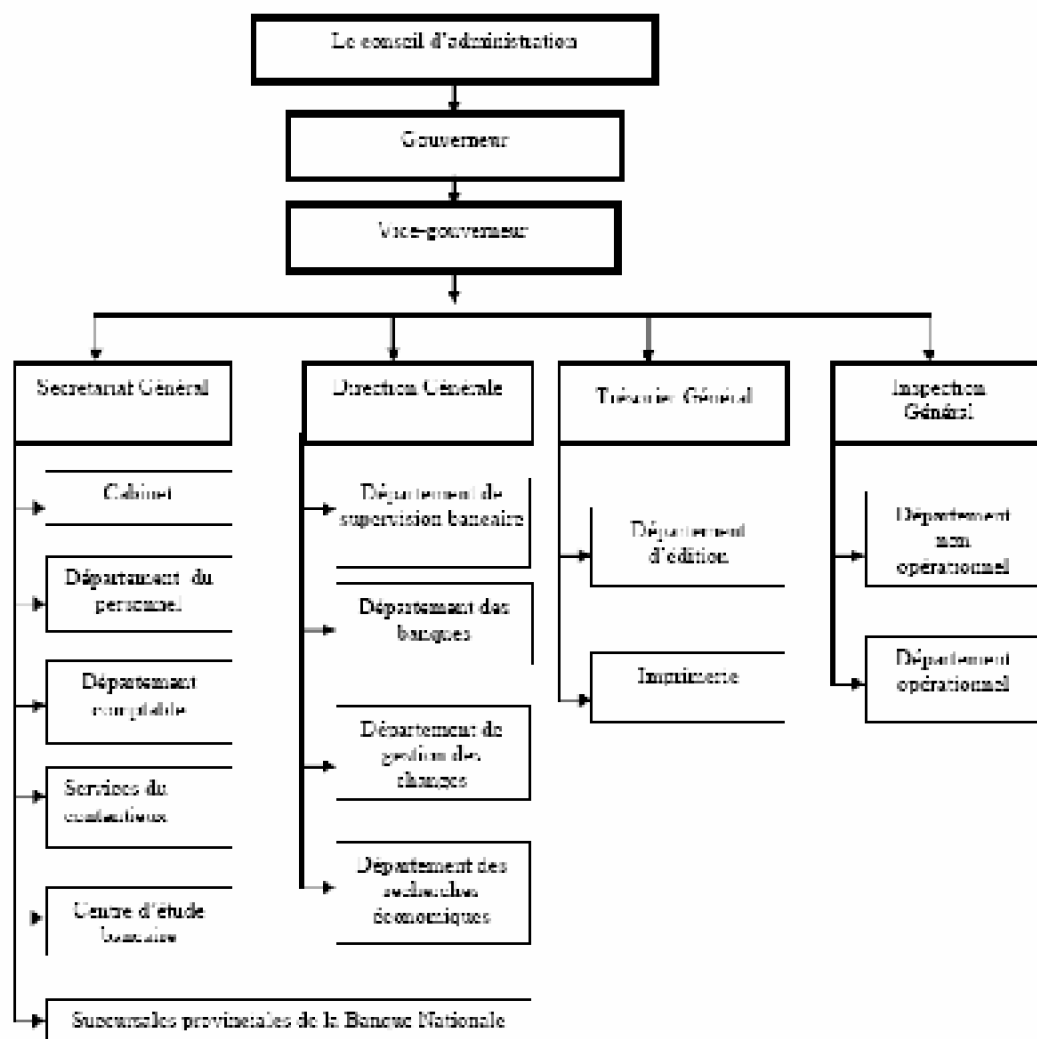 Le conseil d'administration
Gouverneur
Vice-gouverneur
Secrétariat Général
Cabinet
Département du
personnel
Département
comptable
Services du
contentieux
Centre d'étude
bancaire
Succursales provinciales de la Banque Nationale
Direction Générale
Département de
supervision bancaire
Département des
banques
Département de
gestion des
changes
Département des
recherches
économiques
Trésorier Général
Département
d'édition
Imprimerie
Inspection
Général
Département
non
opérationnel
Département
opérationnel